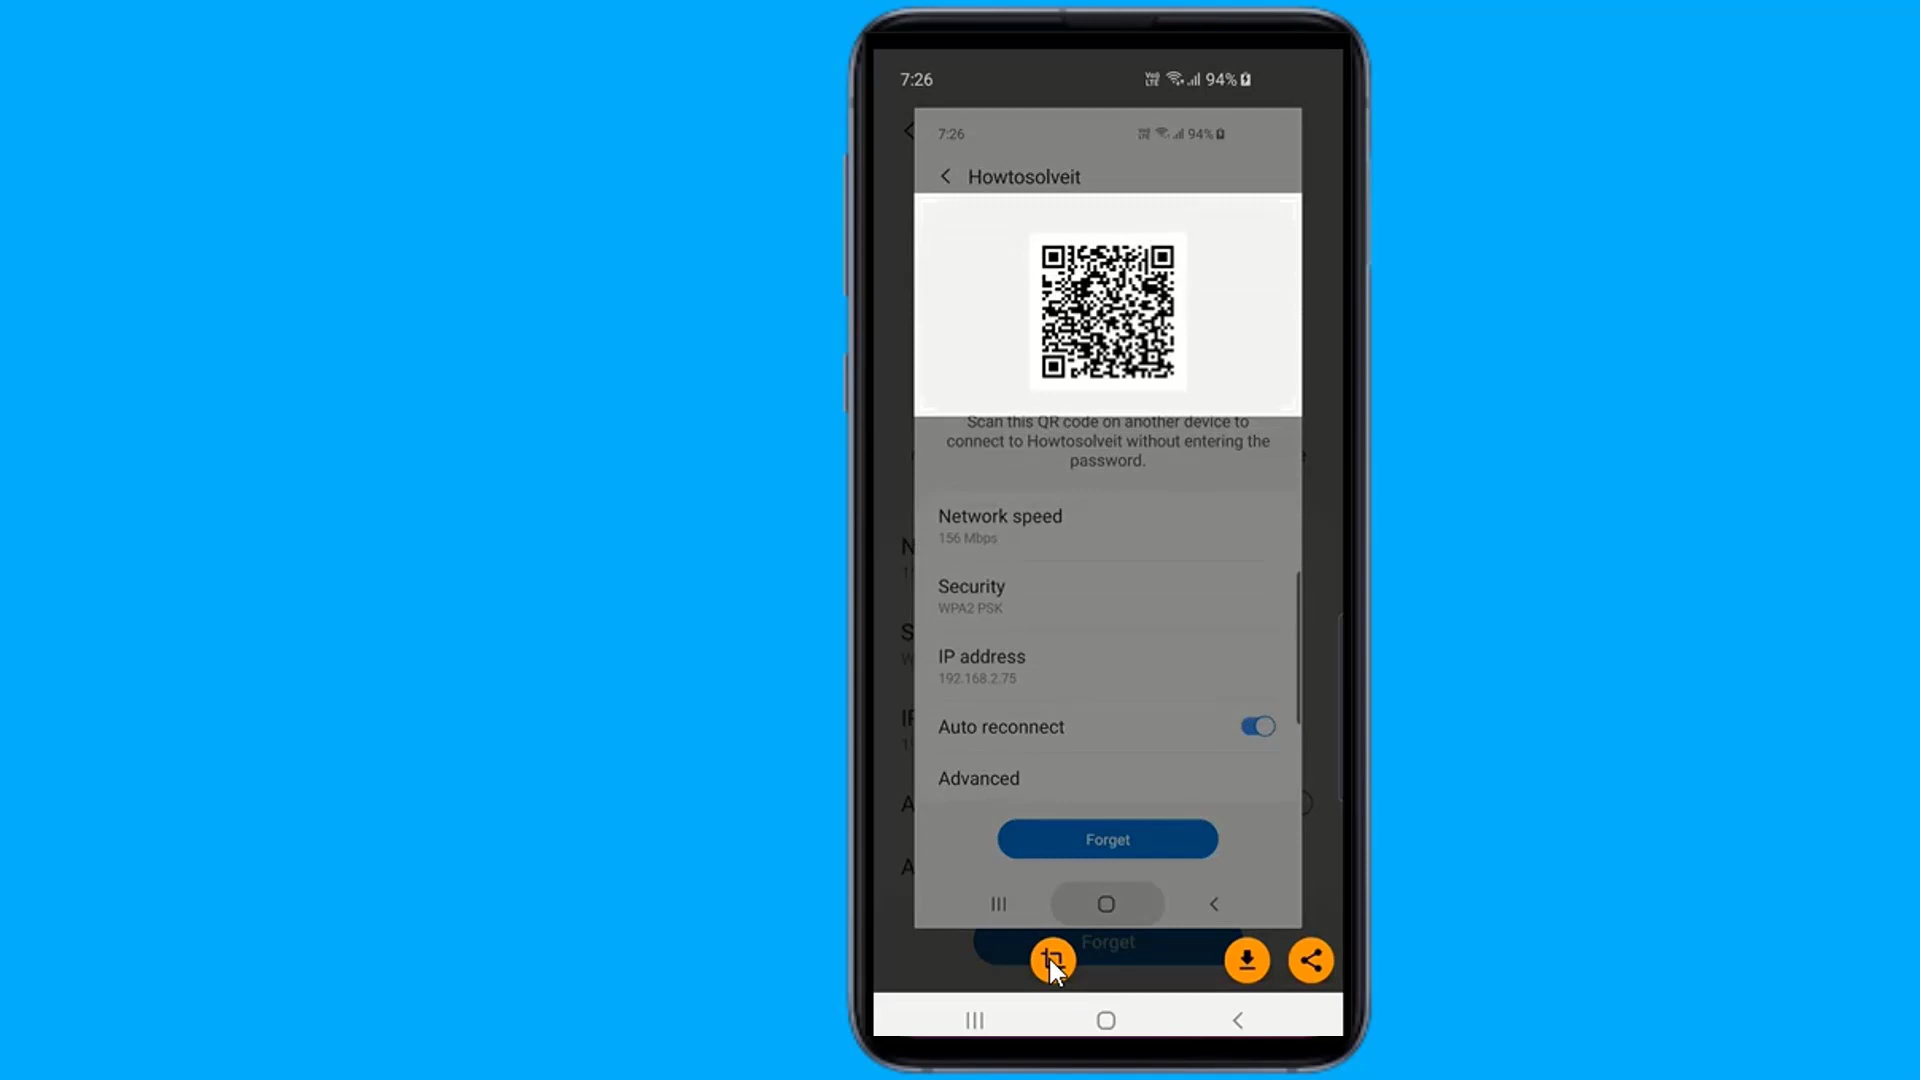 7:26
94%
7:26
94%
Howtosolveit
Scan this QR code on another device to
connect to Howtosolveit without entering the
password.
Network speed
156 Mbps
Security
WPA2 PSK
IP address
192.168.2.75
Auto reconnect
Advanced
Forget
Forget